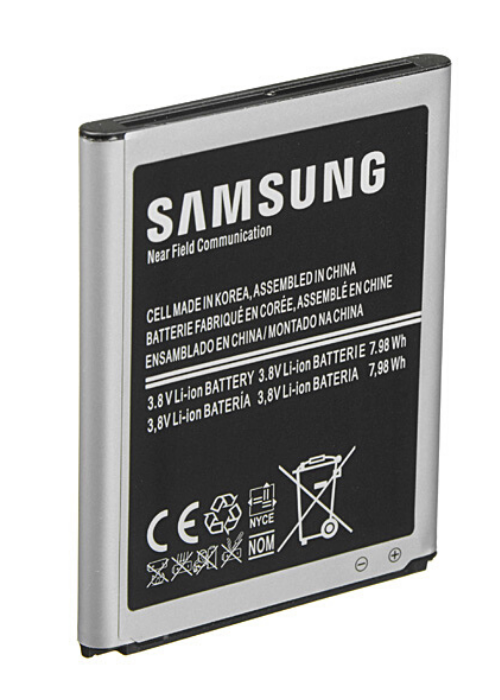 SAMSUNG
Near Field Communication
CELL MADE IN KOREA, ASSEMBLED IN CHINA
BATTERIE FABRIQUÉ EN CORÉE, ASSEMBLÉ EN CHINE
ENSAMBLADO EN CHINA / MONTADO NA CHINA
3.8V Li-ion BATTERY 3.8V Li-ion BATTERIE 7.98 Wh
3,8V Li-ion BATERÍA 3,8V Li-ion BATERIA 7,98 Wh
CE
NYCE
NOM
- +